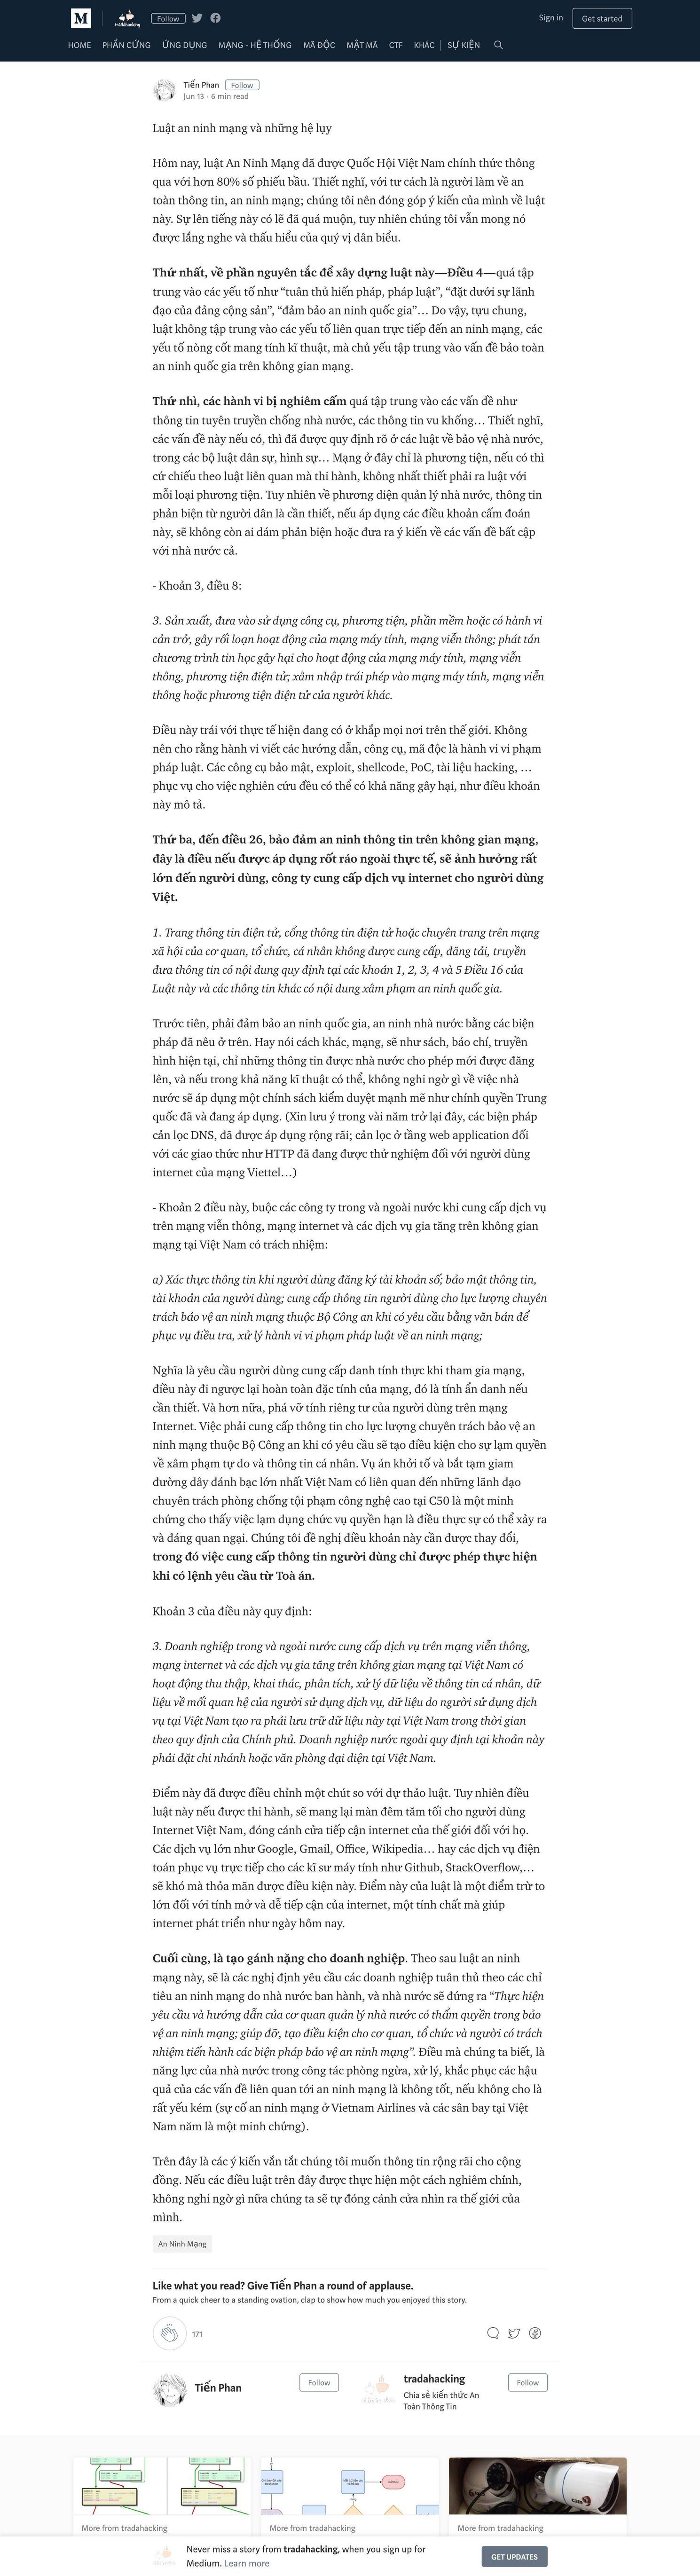 M
tradahacking
Follow
Sign in
Get started
HOME PHẦN CỨNG ỨNG DỤNG MẠNG - HỆ THỐNG MÃ ĐỘC MẬT MÃ CTF KHÁC SỰ KIỆN
Tiến Phan Follow
Jun 13 · 6 min read
Luật an ninh mạng và những hệ lụy
Hôm nay, luật An Ninh Mạng đã được Quốc Hội Việt Nam chính thức thông
qua với hơn 80% số phiếu bầu. Thiết nghĩ, với tư cách là người làm về an
toàn thông tin, an ninh mạng; chúng tôi nên đóng góp ý kiến của mình về luật
này. Sự lên tiếng này có lẽ đã quá muộn, tuy nhiên chúng tôi vẫn mong nó
được lắng nghe và thấu hiểu của quý vị dân biểu.
Thứ nhất, về phần nguyên tắc để xây dựng luật này—Điều 4—quá tập
trung vào các yếu tố như “tuân thủ hiến pháp, pháp luật”, “đặt dưới sự lãnh
đạo của đảng cộng sản”, “đảm bảo an ninh quốc gia”… Do vậy, tựu chung,
luật không tập trung vào các yếu tố liên quan trực tiếp đến an ninh mạng, các
yếu tố nòng cốt mang tính kĩ thuật, mà chủ yếu tập trung vào vấn đề bảo toàn
an ninh quốc gia trên không gian mạng.
Thứ nhì, các hành vi bị nghiêm cấm quá tập trung vào các vấn đề như
thông tin tuyên truyền chống nhà nước, các thông tin vu khống… Thiết nghĩ,
các vấn đề này nếu có, thì đã được quy định rõ ở các luật về bảo vệ nhà nước,
trong các bộ luật dân sự, hình sự… Mạng ở đây chỉ là phương tiện, nếu có thì
cứ chiếu theo luật liên quan mà thi hành, không nhất thiết phải ra luật với
mỗi loại phương tiện. Tuy nhiên về phương diện quản lý nhà nước, thông tin
phản biện từ người dân là cần thiết, nếu áp dụng các điều khoản cấm đoán
này, sẽ không còn ai dám phản biện hoặc đưa ra ý kiến về các vấn đề bất cập
với nhà nước cả.
- Khoản 3, điều 8:
3. Sản xuất, đưa vào sử dụng công cụ, phương tiện, phần mềm hoặc có hành vi
cản trở, gây rối loạn hoạt động của mạng máy tính, mạng viễn thông; phát tán
chương trình tin học gây hại cho hoạt động của mạng máy tính, mạng viễn
thông, phương tiện điện tử; xâm nhập trái phép vào mạng máy tính, mạng viễn
thông hoặc phương tiện điện tử của người khác.
Điều này trái với thực tế hiện đang có ở khắp mọi nơi trên thế giới. Không
nên cho rằng hành vi viết các hướng dẫn, công cụ, mã độc là hành vi vi phạm
pháp luật. Các công cụ bảo mật, exploit, shellcode, PoC, tài liệu hacking, …
phục vụ cho việc nghiên cứu đều có thể có khả năng gây hại, như điều khoản
này mô tả.
Thứ ba, đến điều 26, bảo đảm an ninh thông tin trên không gian mạng,
đây là điều nếu được áp dụng rốt ráo ngoài thực tế, sẽ ảnh hưởng rất
lớn đến người dùng, công ty cung cấp dịch vụ internet cho người dùng
Việt.
1. Trang thông tin điện tử, cổng thông tin điện tử hoặc chuyên trang trên mạng
xã hội của cơ quan, tổ chức, cá nhân không được cung cấp, đăng tải, truyền
đưa thông tin có nội dung quy định tại các khoản 1, 2, 3, 4 và 5 Điều 16 của
Luật này và các thông tin khác có nội dung xâm phạm an ninh quốc gia.
Trước tiên, phải đảm bảo an ninh quốc gia, an ninh nhà nước bằng các biện
pháp đã nêu ở trên. Hay nói cách khác, mạng, sẽ như sách, báo chí, truyền
hình hiện tại, chỉ những thông tin được nhà nước cho phép mới được đăng
lên, và nếu trong khả năng kĩ thuật có thể, không nghi ngờ gì về việc nhà
nước sẽ áp dụng một chính sách kiểm duyệt mạnh mẽ như chính quyền Trung
quốc đã và đang áp dụng. (Xin lưu ý trong vài năm trở lại đây, các biện pháp
cản lọc DNS, đã được áp dụng rộng rãi; cản lọc ở tầng web application đối
với các giao thức như HTTP đã đang được thử nghiệm đối với người dùng
internet của mạng Viettel…)
- Khoản 2 điều này, buộc các công ty trong và ngoài nước khi cung cấp dịch vụ
trên mạng viễn thông, mạng internet và các dịch vụ gia tăng trên không gian
mạng tại Việt Nam có trách nhiệm:
a) Xác thực thông tin khi người dùng đăng ký tài khoản số; bảo mật thông tin,
tài khoản của người dùng; cung cấp thông tin người dùng cho lực lượng chuyên
trách bảo vệ an ninh mạng thuộc Bộ Công an khi có yêu cầu bằng văn bản để
phục vụ điều tra, xử lý hành vi vi phạm pháp luật về an ninh mạng;
Nghĩa là yêu cầu người dùng cung cấp danh tính thực khi tham gia mạng,
điều này đi ngược lại hoàn toàn đặc tính của mạng, đó là tính ẩn danh nếu
cần thiết. Và hơn nữa, phá vỡ tính riêng tư của người dùng trên mạng
Internet. Việc phải cung cấp thông tin cho lực lượng chuyên trách bảo vệ an
ninh mạng thuộc Bộ Công an khi có yêu cầu sẽ tạo điều kiện cho sự lạm quyền
về xâm phạm tự do và thông tin cá nhân. Vụ án khởi tố và bắt tạm giam
đường dây đánh bạc lớn nhất Việt Nam có liên quan đến những lãnh đạo
chuyên trách phòng chống tội phạm công nghệ cao tại C50 là một minh
chứng cho thấy việc lạm dụng chức vụ quyền hạn là điều thực sự có thể xảy ra
và đáng quan ngại. Chúng tôi đề nghị điều khoản này cần được thay đổi,
trong đó việc cung cấp thông tin người dùng chỉ được phép thực hiện
khi có lệnh yêu cầu từ Toà án.
Khoản 3 của điều này quy định:
3. Doanh nghiệp trong và ngoài nước cung cấp dịch vụ trên mạng viễn thông,
mạng internet và các dịch vụ gia tăng trên không gian mạng tại Việt Nam có
hoạt động thu thập, khai thác, phân tích, xử lý dữ liệu về thông tin cá nhân, dữ
liệu về mối quan hệ của người sử dụng dịch vụ, dữ liệu do người sử dụng dịch
vụ tại Việt Nam tạo ra phải lưu trữ dữ liệu này tại Việt Nam trong thời gian
theo quy định của Chính phủ. Doanh nghiệp nước ngoài quy định tại khoản này
phải đặt chi nhánh hoặc văn phòng đại diện tại Việt Nam.
Điểm này đã được điều chỉnh một chút so với dự thảo luật. Tuy nhiên điều
luật này nếu được thi hành, sẽ mang lại màn đêm tăm tối cho người dùng
Internet Việt Nam, đóng cánh cửa tiếp cận internet của thế giới đối với họ.
Các dịch vụ lớn như Google, Gmail, Office, Wikipedia… hay các dịch vụ điện
toán phục vụ trực tiếp cho các kĩ sư máy tính như Github, StackOverflow,…
sẽ khó mà thỏa mãn được điều kiện này. Điểm này của luật là một điểm trừ to
lớn đối với tính mở và dễ tiếp cận của internet, một tính chất mà giúp
internet phát triển như ngày hôm nay.
Cuối cùng, là tạo gánh nặng cho doanh nghiệp. Theo sau luật an ninh
mạng này, sẽ là các nghị định yêu cầu các doanh nghiệp tuân thủ theo các chỉ
tiêu an ninh mạng do nhà nước ban hành, và nhà nước sẽ đứng ra “Thực hiện
yêu cầu và hướng dẫn của cơ quan quản lý nhà nước có thẩm quyền trong bảo
vệ an ninh mạng; giúp đỡ, tạo điều kiện cho cơ quan, tổ chức và người có trách
nhiệm tiến hành các biện pháp bảo vệ an ninh mạng”. Điều mà chúng ta biết, là
năng lực của nhà nước trong công tác phòng ngừa, xử lý, khắc phục các hậu
quả của các vấn đề liên quan tới an ninh mạng là không tốt, nếu không cho là
rất yếu kém (sự cố an ninh mạng ở Vietnam Airlines và các sân bay tại Việt
Nam năm là một minh chứng).
Trên đây là các ý kiến vắn tắt chúng tôi muốn thông tin rộng rãi cho cộng
đồng. Nếu các điều luật trên đây được thực hiện một cách nghiêm chỉnh,
không nghi ngờ gì nữa chúng ta sẽ tự đóng cánh cửa nhìn ra thế giới của
mình.
An Ninh Mạng
Like what you read? Give Tiến Phan a round of applause.
From a quick cheer to a standing ovation, clap to show how much you enjoyed this story.
171
Tiến Phan
Follow
tradahacking
Chia sẻ kiến thức An
Toàn Thông Tin
Follow
More from tradahacking
More from tradahacking
More from tradahacking
Never miss a story from tradahacking, when you sign up for
Medium. Learn more
GET UPDATES